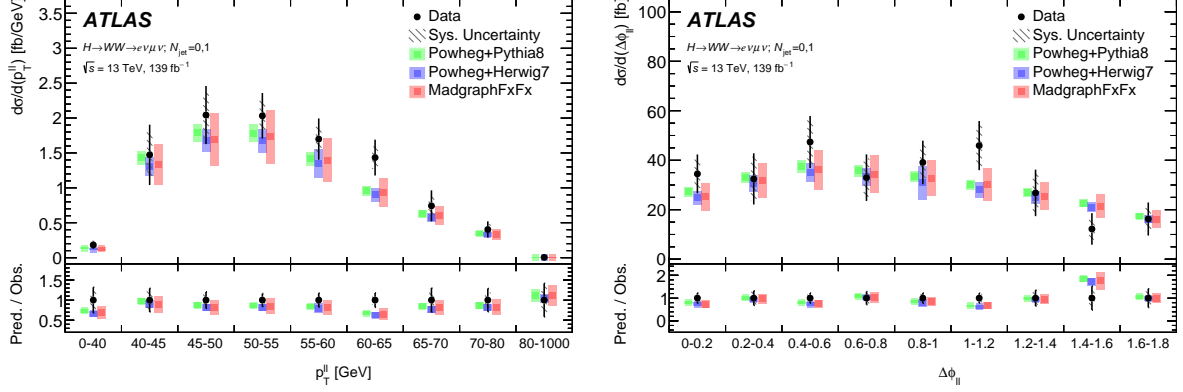 ATLAS
H→WW→eνμν; N_jet=0,1
√s = 13 TeV, 139 fb⁻¹
Data
Sys. Uncertainty
Powheg+Pythia8
Powheg+Herwig7
MadgraphFxFx
dσ/d(p_T^ll) [fb/GeV]
3.5
3
2.5
2
1.5
1
0.5
0
Pred. / Obs.
1.5
1
0.5
0-40 40-45 45-50 50-55 55-60 60-65 65-70 70-80 80-1000
p_T^ll [GeV]
ATLAS
H→WW→eνμν; N_jet=0,1
√s = 13 TeV, 139 fb⁻¹
Data
Sys. Uncertainty
Powheg+Pythia8
Powheg+Herwig7
MadgraphFxFx
dσ/d(Δϕ_ll) [fb]
100
80
60
40
20
0
Pred. / Obs.
2
1
0
0-0.2 0.2-0.4 0.4-0.6 0.6-0.8 0.8-1 1-1.2 1.2-1.4 1.4-1.6 1.6-1.8
Δϕ_ll